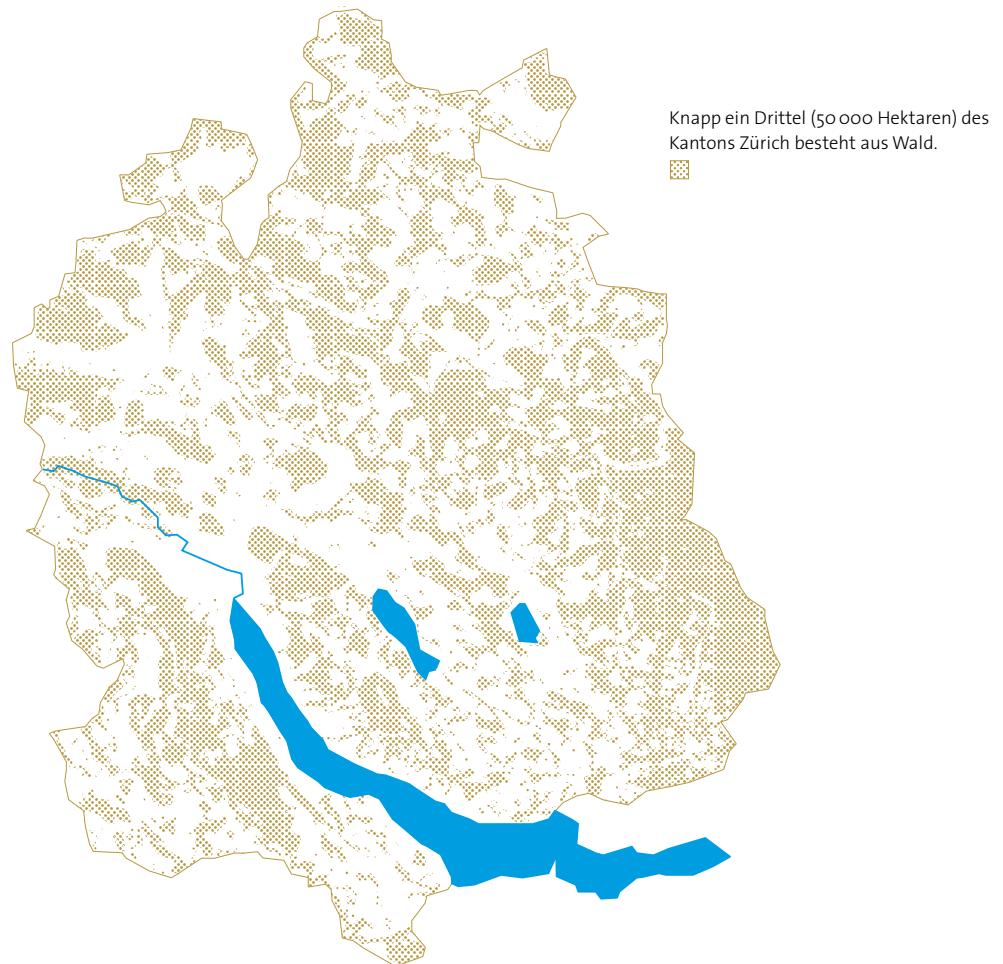 Knapp ein Drittel (50 000 Hektaren) des
Kantons Zürich besteht aus Wald.